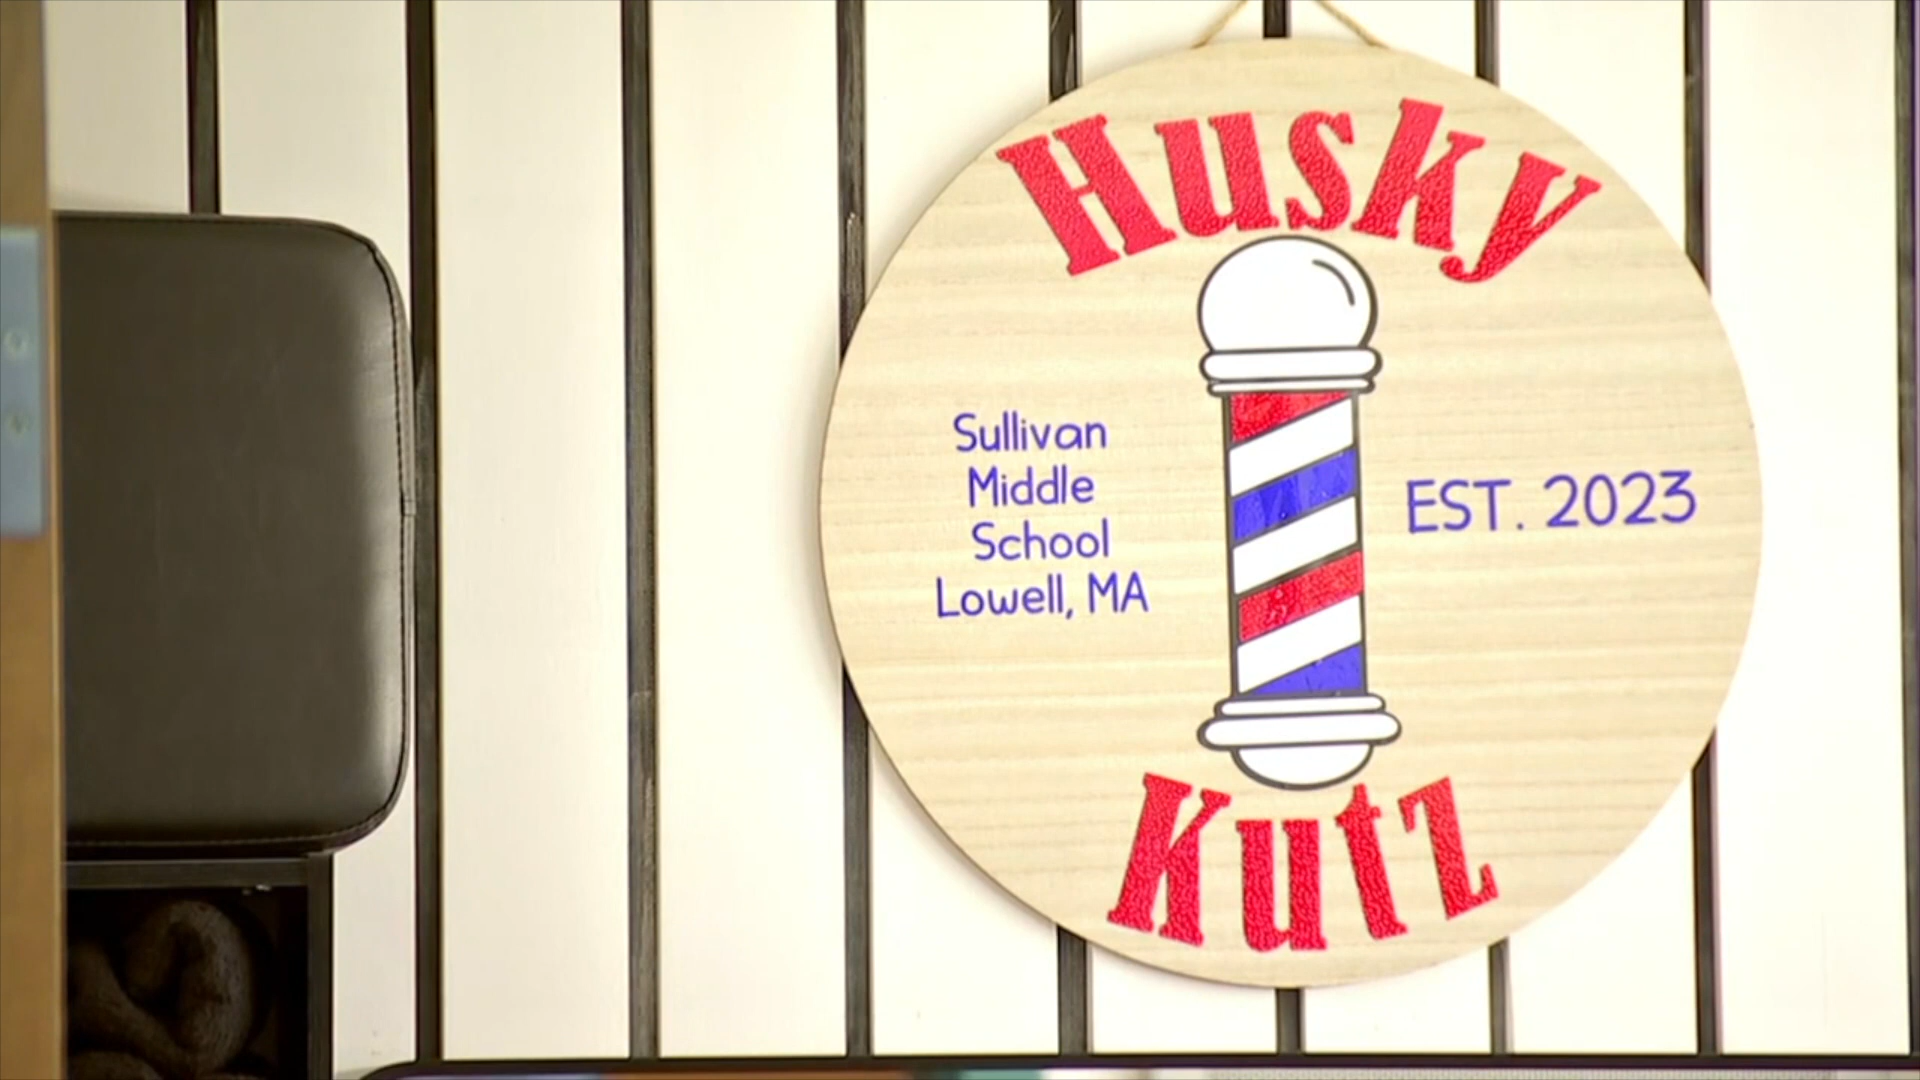 Husky
Sullivan
Middle
School
Lowell, MA
EST. 2023
Kutz